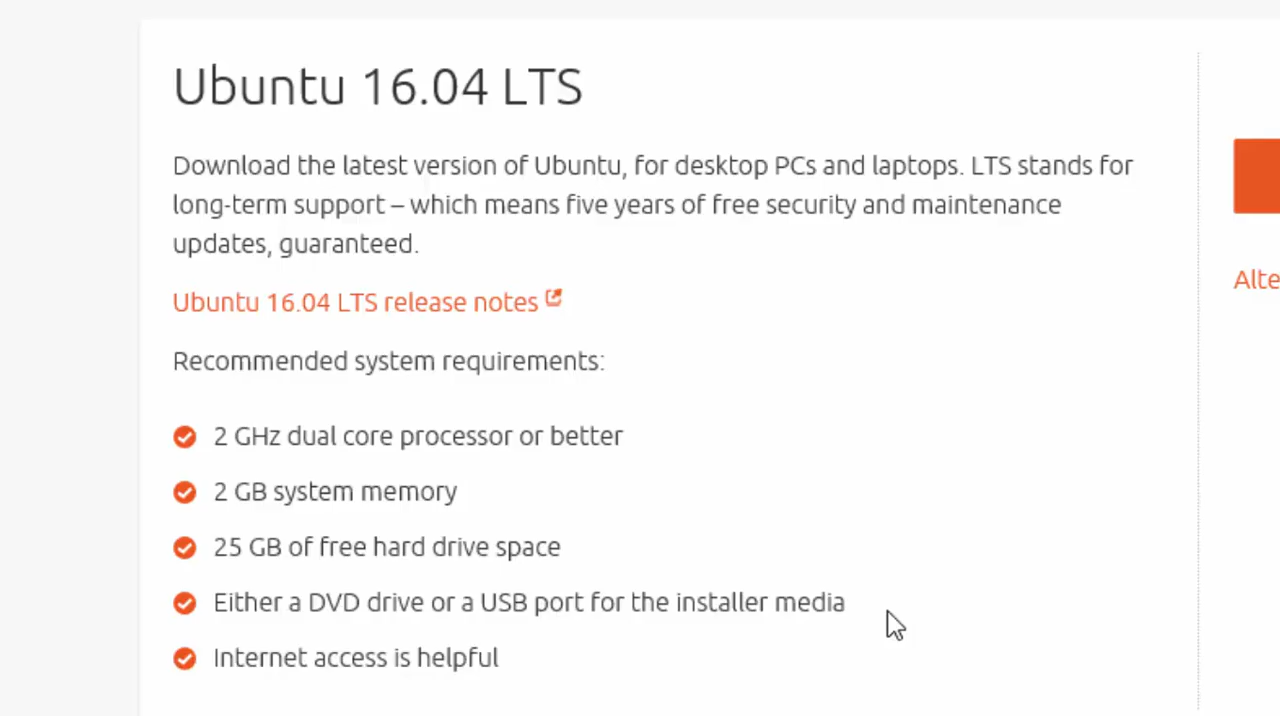 Ubuntu 16.04 LTS
Download the latest version of Ubuntu, for desktop PCs and laptops. LTS stands for
long-term support – which means five years of free security and maintenance
updates, guaranteed.
Ubuntu 16.04 LTS release notes
Alte
Recommended system requirements:
2 GHz dual core processor or better
2 GB system memory
25 GB of free hard drive space
Either a DVD drive or a USB port for the installer media
Internet access is helpful